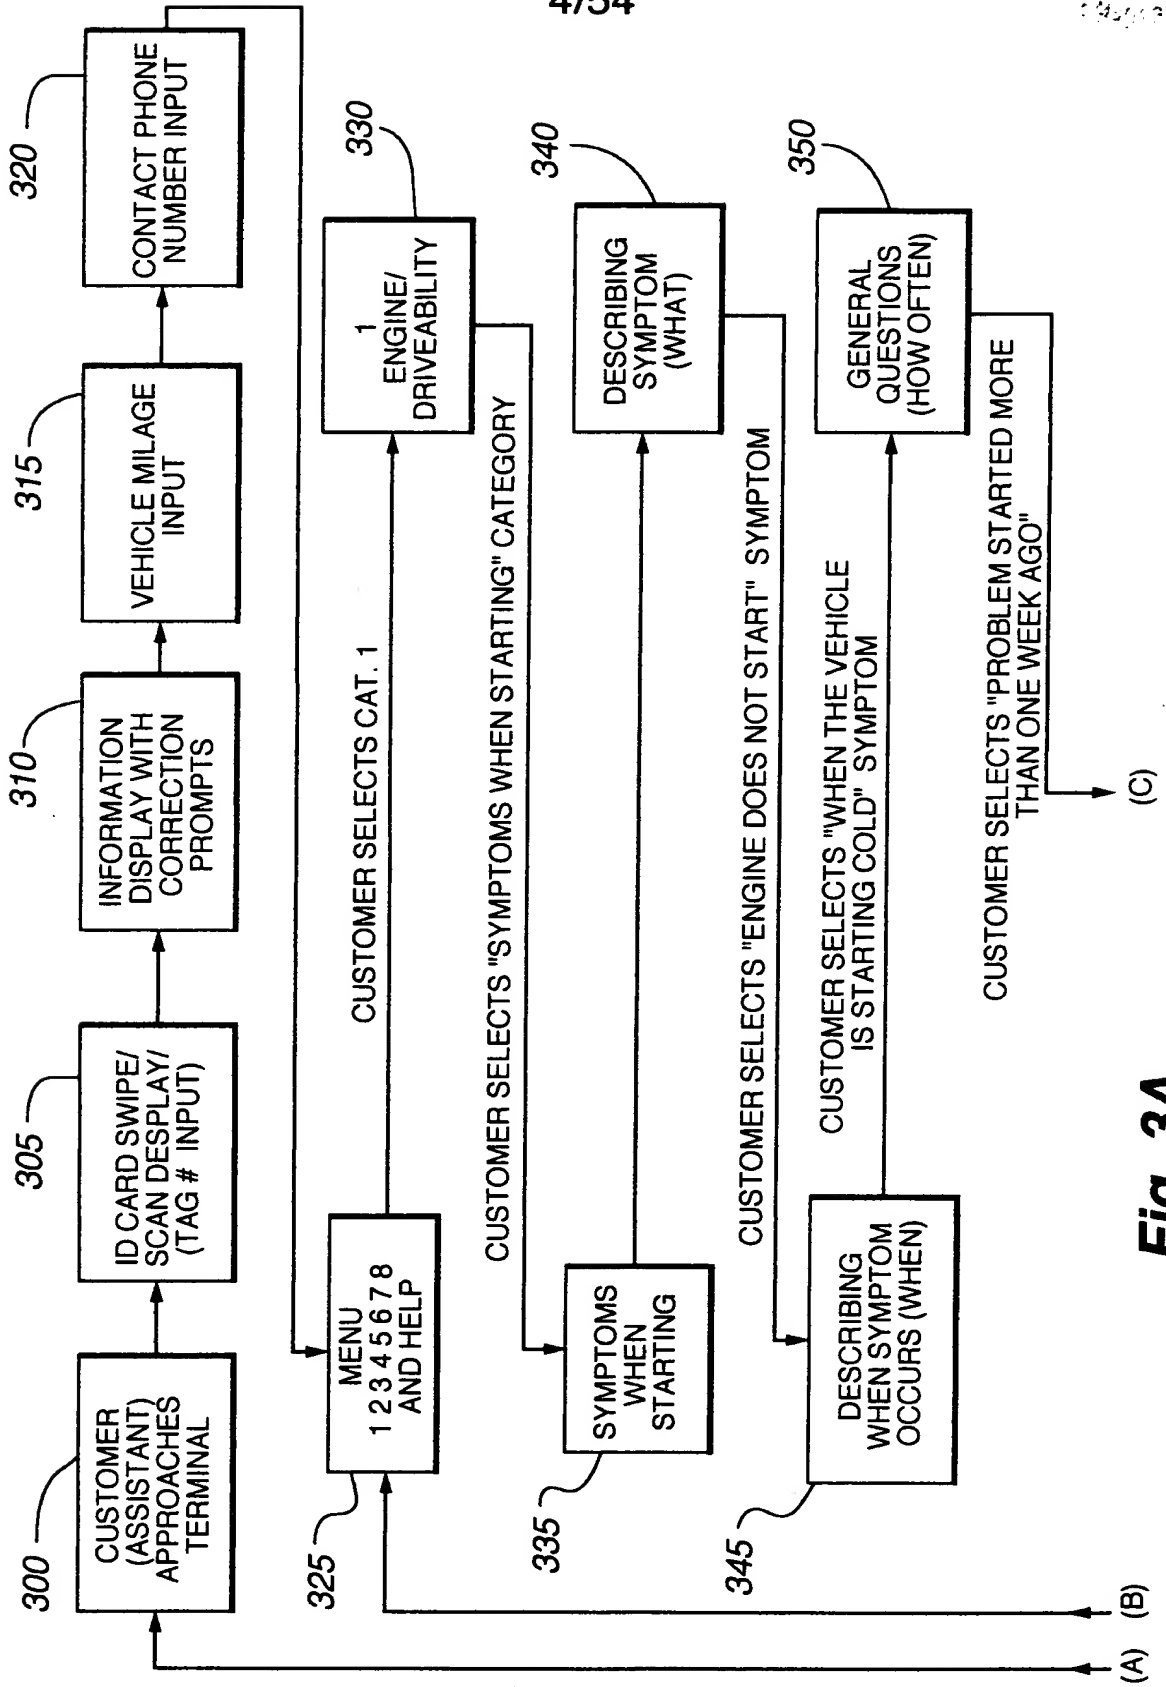 4/54
300
CUSTOMER
(ASSISTANT)
APPROACHES
TERMINAL
305
ID CARD SWIPE/
SCAN DESPLAY/
(TAG # INPUT)
310
INFORMATION
DISPLAY WITH
CORRECTION
PROMPTS
315
VEHICLE MILAGE
INPUT
320
CONTACT PHONE
NUMBER INPUT
325
MENU
1 2 3 4 5 6 7 8
AND HELP
CUSTOMER SELECTS CAT. 1
330
1
ENGINE/
DRIVEABILITY
CUSTOMER SELECTS "SYMPTOMS WHEN STARTING" CATEGORY
335
SYMPTOMS
WHEN
STARTING
340
DESCRIBING
SYMPTOM
(WHAT)
CUSTOMER SELECTS "ENGINE DOES NOT START" SYMPTOM
345
DESCRIBING
WHEN SYMPTOM
OCCURS (WHEN)
CUSTOMER SELECTS "WHEN THE VEHICLE
IS STARTING COLD" SYMPTOM
350
GENERAL
QUESTIONS
(HOW OFTEN)
CUSTOMER SELECTS "PROBLEM STARTED MORE
THAN ONE WEEK AGO"
(A)
(B)
(C)
Fig. 3A